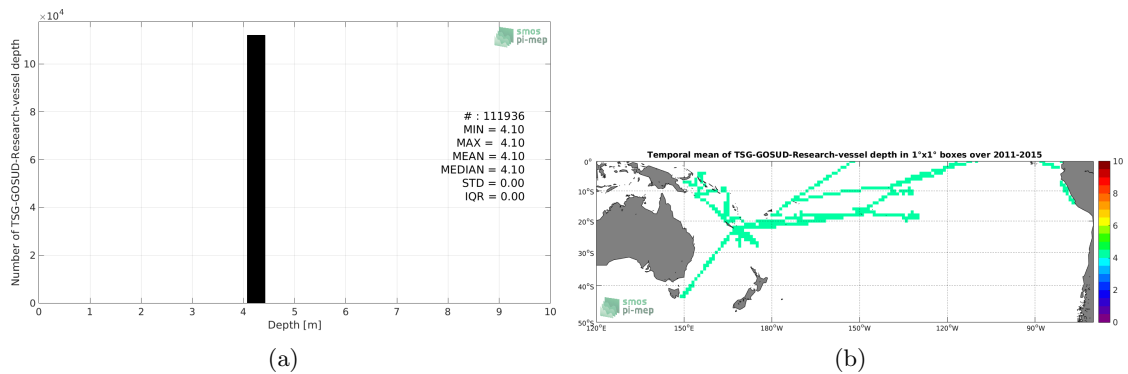 ×10⁴
10
8
6
4
2
0
Number of TSG-GOSUD-Research-vessel depth
0 1 2 3 4 5 6 7 8 9 10
Depth [m]
smos
pi-mep
# : 111936
MIN = 4.10
MAX = 4.10
MEAN = 4.10
MEDIAN = 4.10
STD = 0.00
IQR = 0.00
(a)
Temporal mean of TSG-GOSUD-Research-vessel depth in 1°x1° boxes over 2011-2015
0°
10°S
20°S
30°S
40°S
50°S
120°E 150°E 180°W 150°W 120°W 90°W
smos
pi-mep
10
8
6
4
2
0
(b)